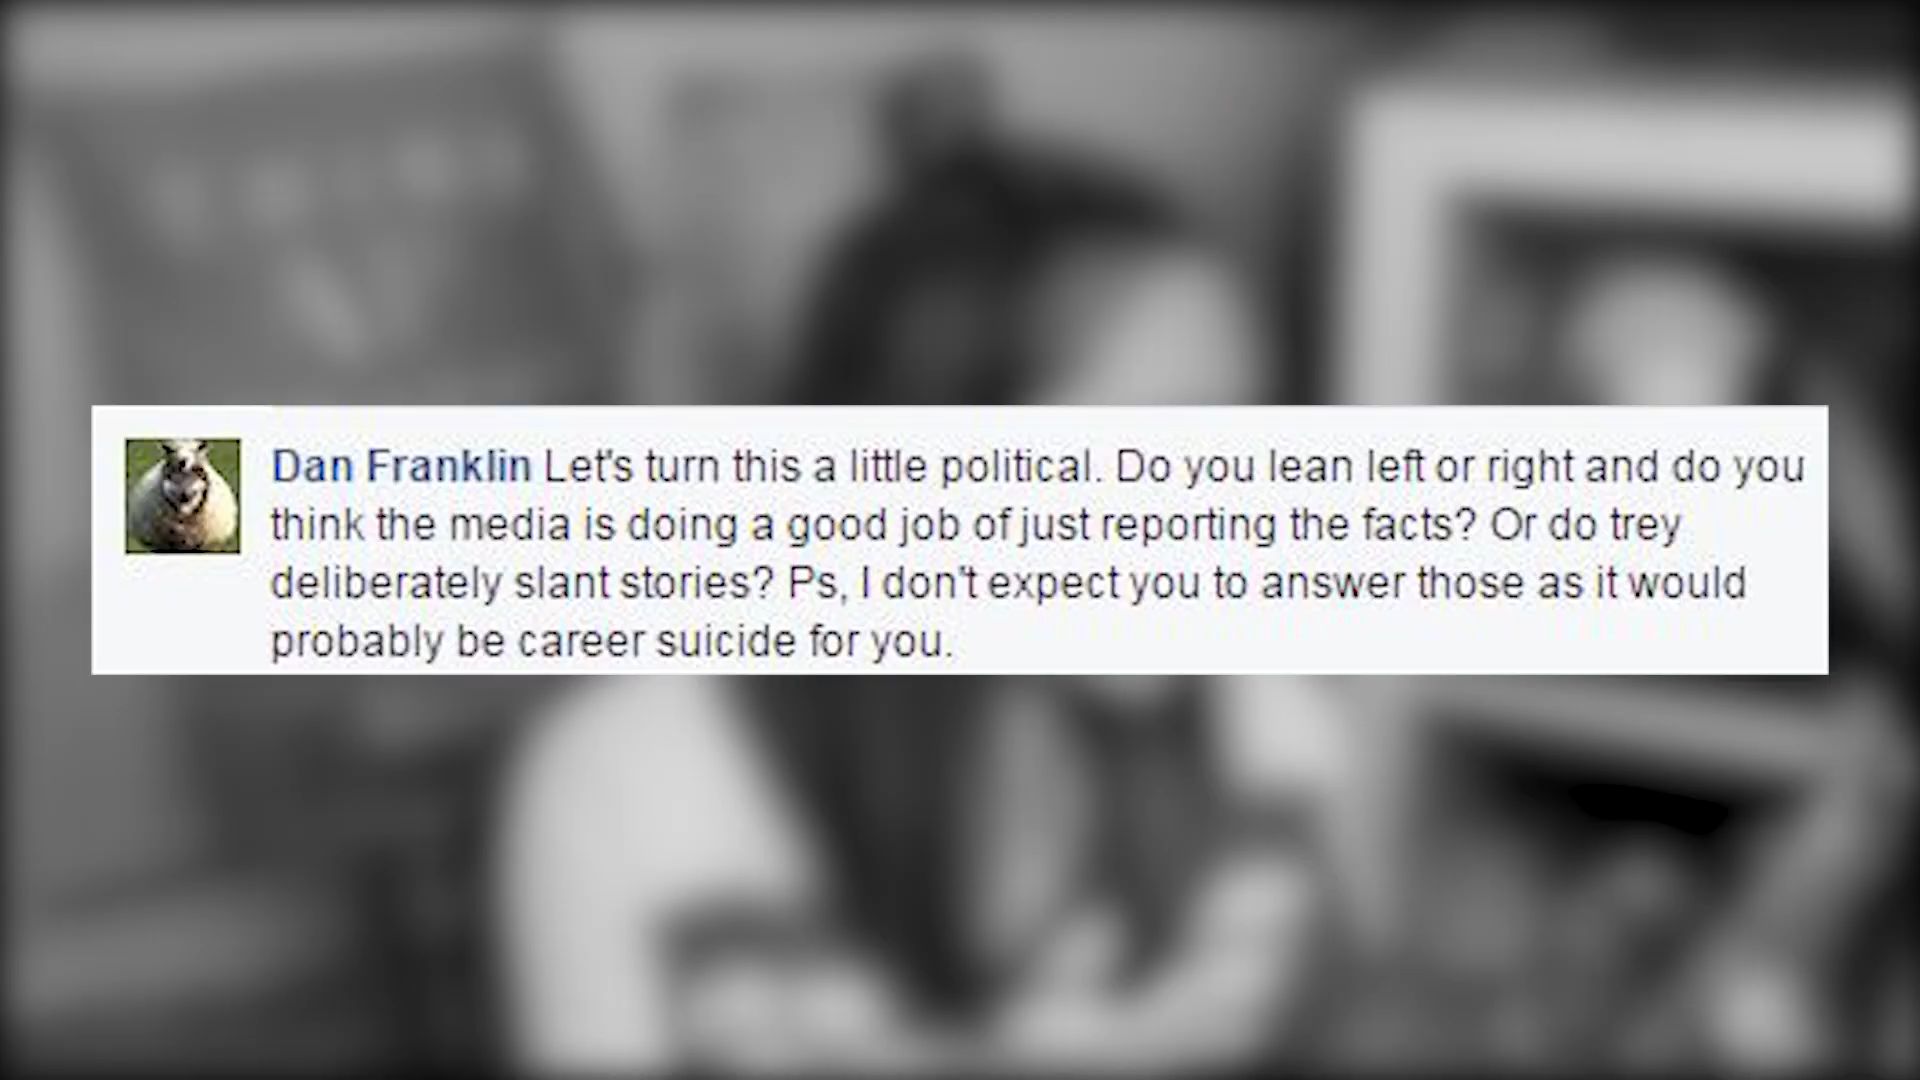 Dan Franklin Let's turn this a little political. Do you lean left or right and do you
think the media is doing a good job of just reporting the facts? Or do trey
deliberately slant stories? Ps, I don't expect you to answer those as it would
probably be career suicide for you.